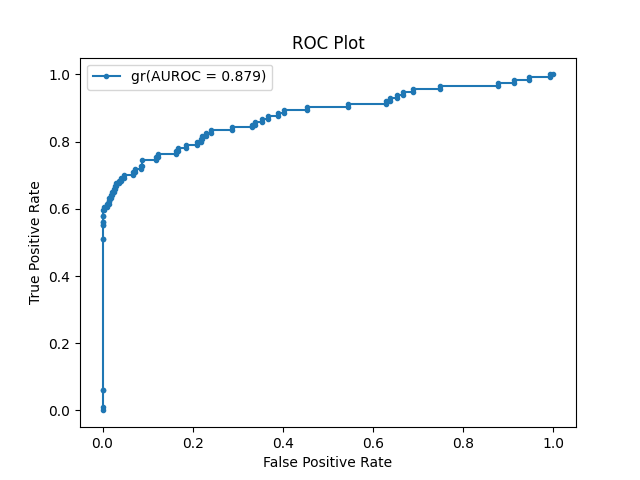 ROC Plot
gr(AUROC = 0.879)
True Positive Rate
1.0
0.8
0.6
0.4
0.2
0.0
0.0 0.2 0.4 0.6 0.8 1.0
False Positive Rate